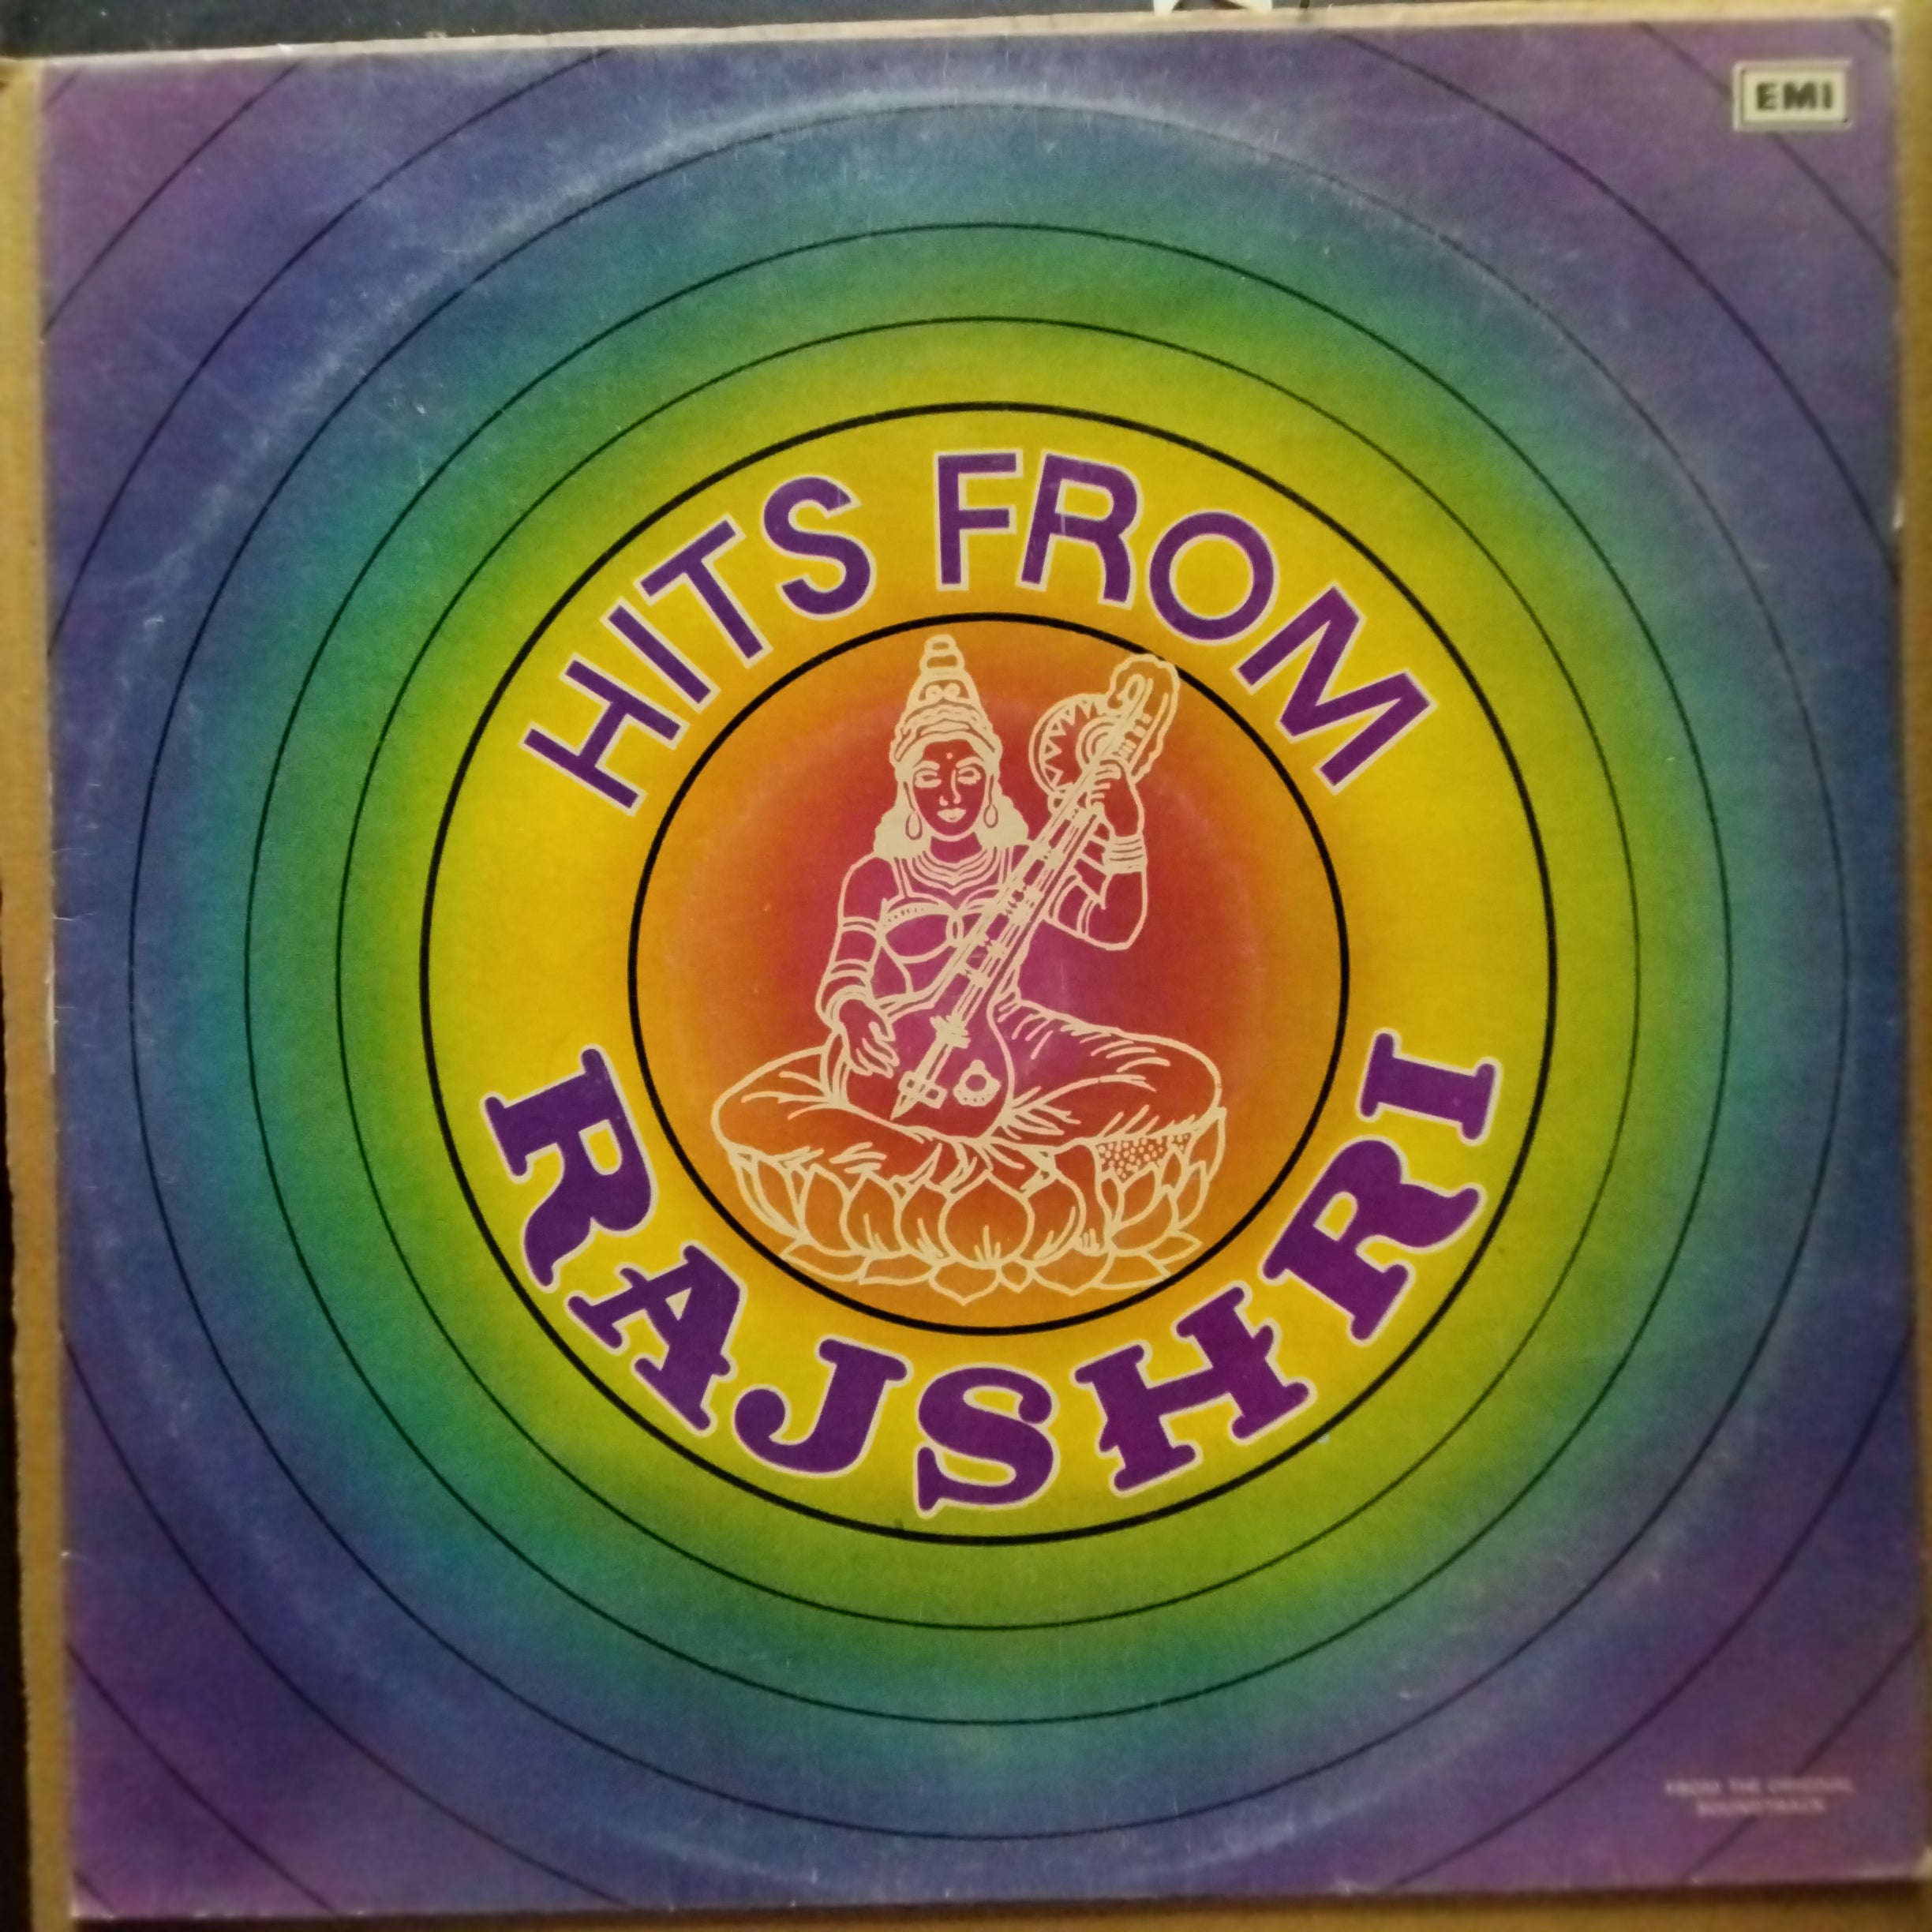 EMI
HITS FROM
RAJSHRI
FROM THE ORIGINAL
SOUNDTRACK